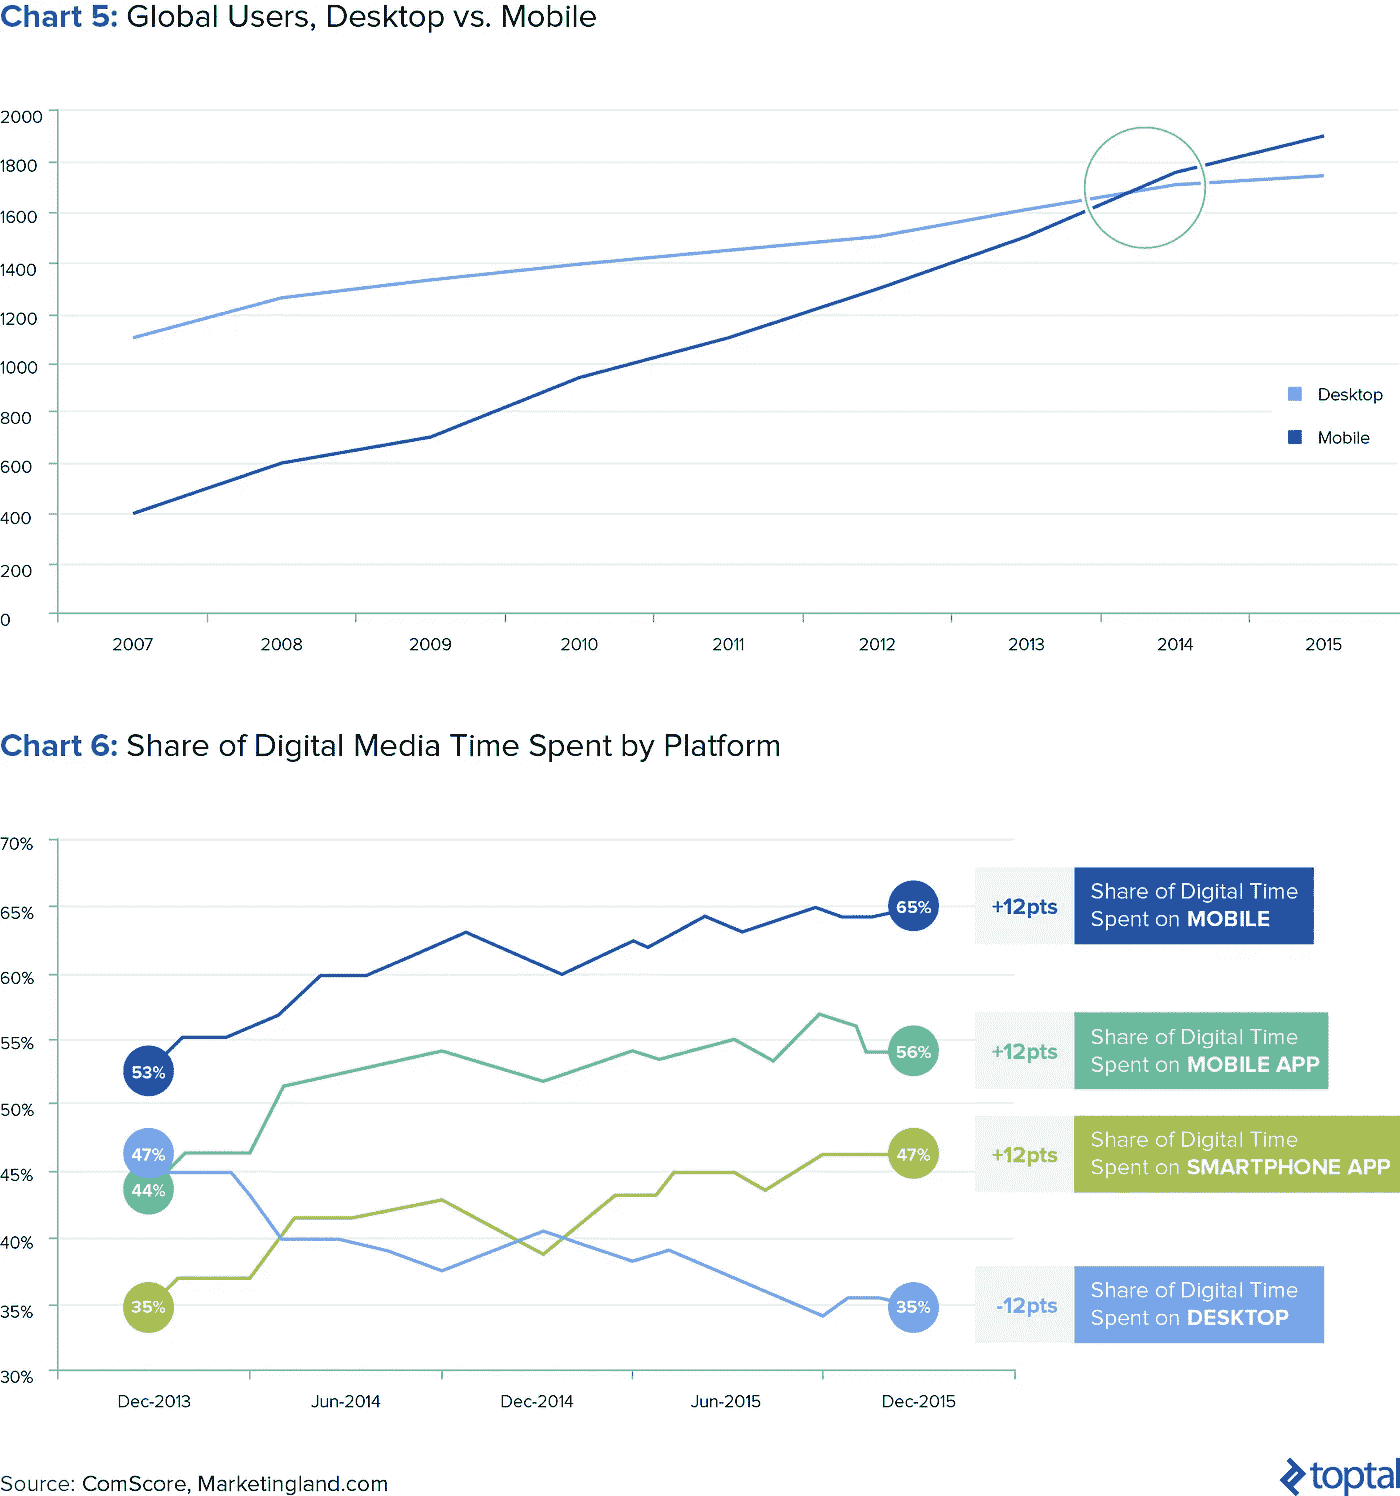 Chart 5: Global Users, Desktop vs. Mobile
2000
1800
1600
1400
1200
1000
800
600
400
200
0
Desktop
Mobile
2007 2008 2009 2010 2011 2012 2013 2014 2015
Chart 6: Share of Digital Media Time Spent by Platform
70%
65%
60%
55%
50%
45%
40%
35%
30%
53%
47%
44%
35%
65%
56%
47%
35%
+12pts
Share of Digital Time
Spent on MOBILE
+12pts
Share of Digital Time
Spent on MOBILE APP
+12pts
Share of Digital Time
Spent on SMARTPHONE APP
-12pts
Share of Digital Time
Spent on DESKTOP
Dec-2013 Jun-2014 Dec-2014 Jun-2015 Dec-2015
Source: ComScore, Marketingland.com
toptal